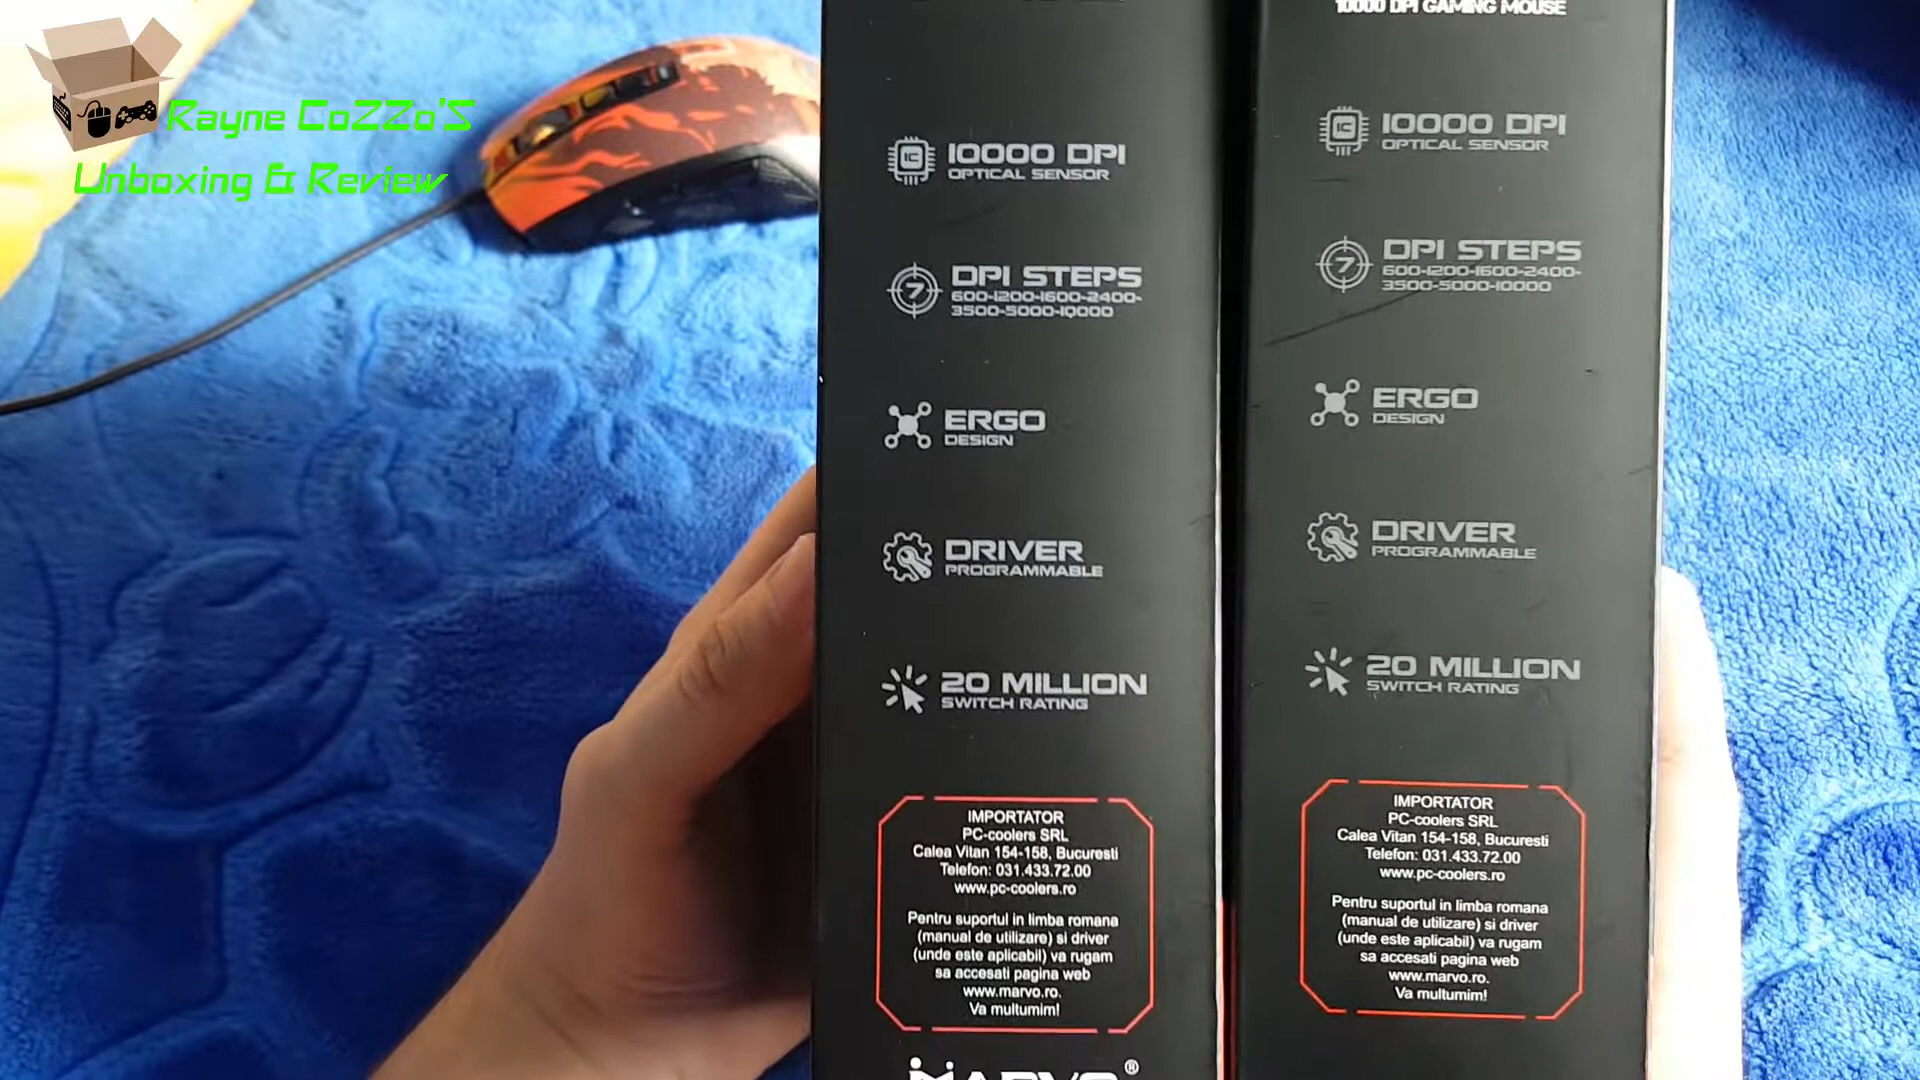 Rayne CoZZo'S
Unboxing & Review
IC
10000 DPI
OPTICAL SENSOR
7
DPI STEPS
600-1200-1600-2400-
3500-5000-10000
ERGO
DESIGN
DRIVER
PROGRAMMABLE
20 MILLION
SWITCH RATING
IMPORTATOR
PC-coolers SRL
Calea Vitan 154-158, Bucuresti
Telefon: 031.433.72.00
www.pc-coolers.ro
Pentru suportul in limba romana
(manual de utilizare) si driver
(unde este aplicabil) va rugam
sa accesati pagina web
www.marvo.ro.
Va multumim!
MARVO®
10000 DPI GAMING MOUSE
IC
10000 DPI
OPTICAL SENSOR
7
DPI STEPS
600-1200-1600-2400-
3500-5000-10000
ERGO
DESIGN
DRIVER
PROGRAMMABLE
20 MILLION
SWITCH RATING
IMPORTATOR
PC-coolers SRL
Calea Vitan 154-158, Bucuresti
Telefon: 031.433.72.00
www.pc-coolers.ro
Pentru suportul in limba romana
(manual de utilizare) si driver
(unde este aplicabil) va rugam
sa accesati pagina web
www.marvo.ro.
Va multumim!